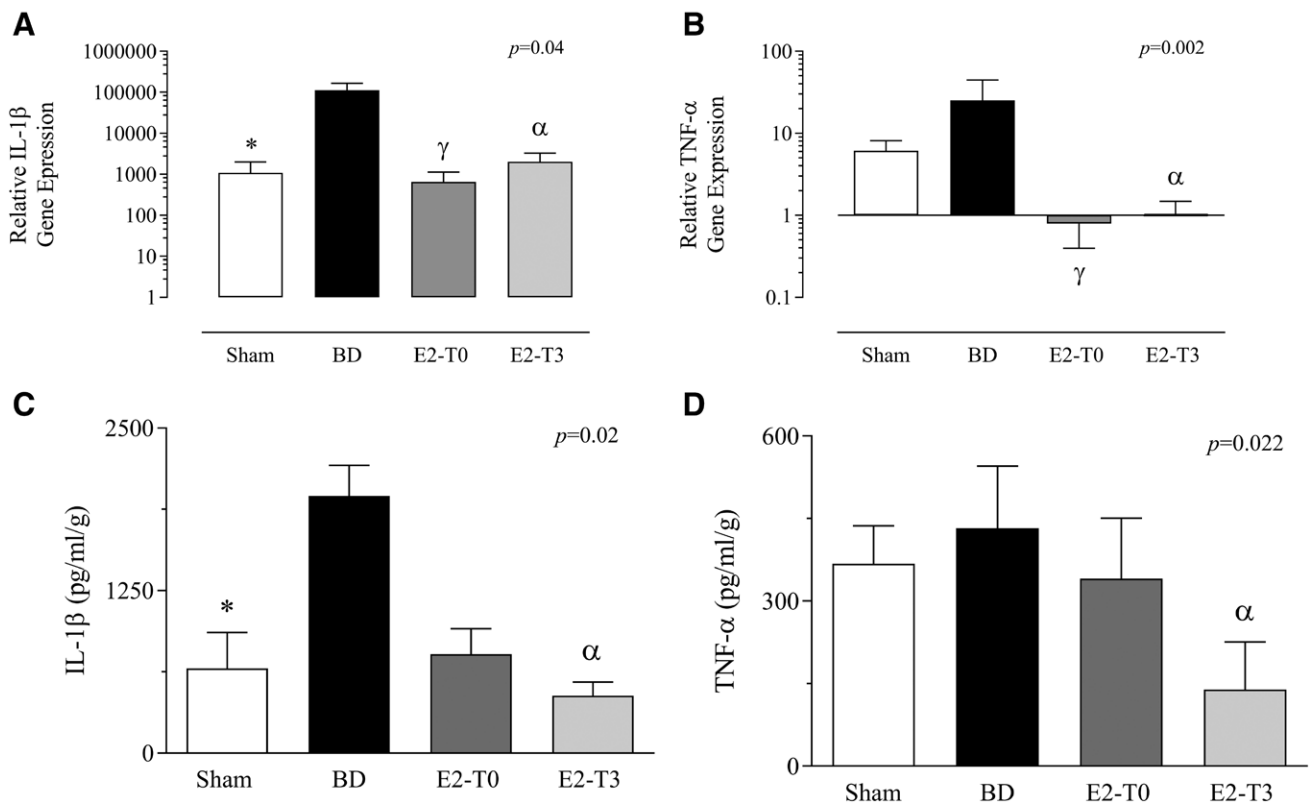 A
p=0.04
Relative IL-1β
Gene Epression
1000000
100000
10000
1000
100
10
1
*
γ
α
Sham BD E2-T0 E2-T3
B
p=0.002
Relative TNF-α
Gene Expression
100
10
1
0.1
γ
α
Sham BD E2-T0 E2-T3
C
p=0.02
IL-1β (pg/ml/g)
2500
1250
0
*
α
Sham BD E2-T0 E2-T3
D
p=0.022
TNF-α (pg/ml/g)
600
300
0
α
Sham BD E2-T0 E2-T3